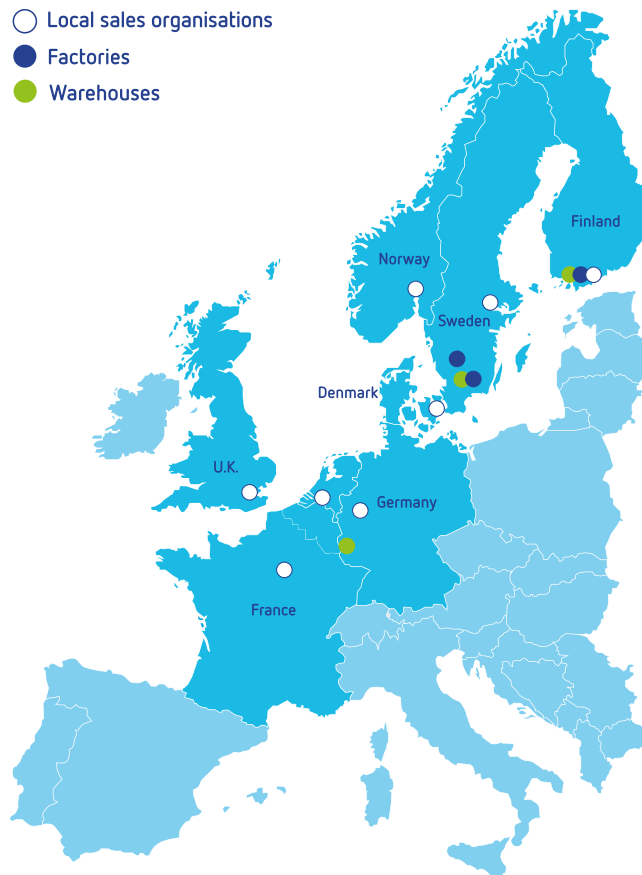 Local sales organisations
Factories
Warehouses
Finland
Norway
Sweden
Denmark
U.K.
Germany
France